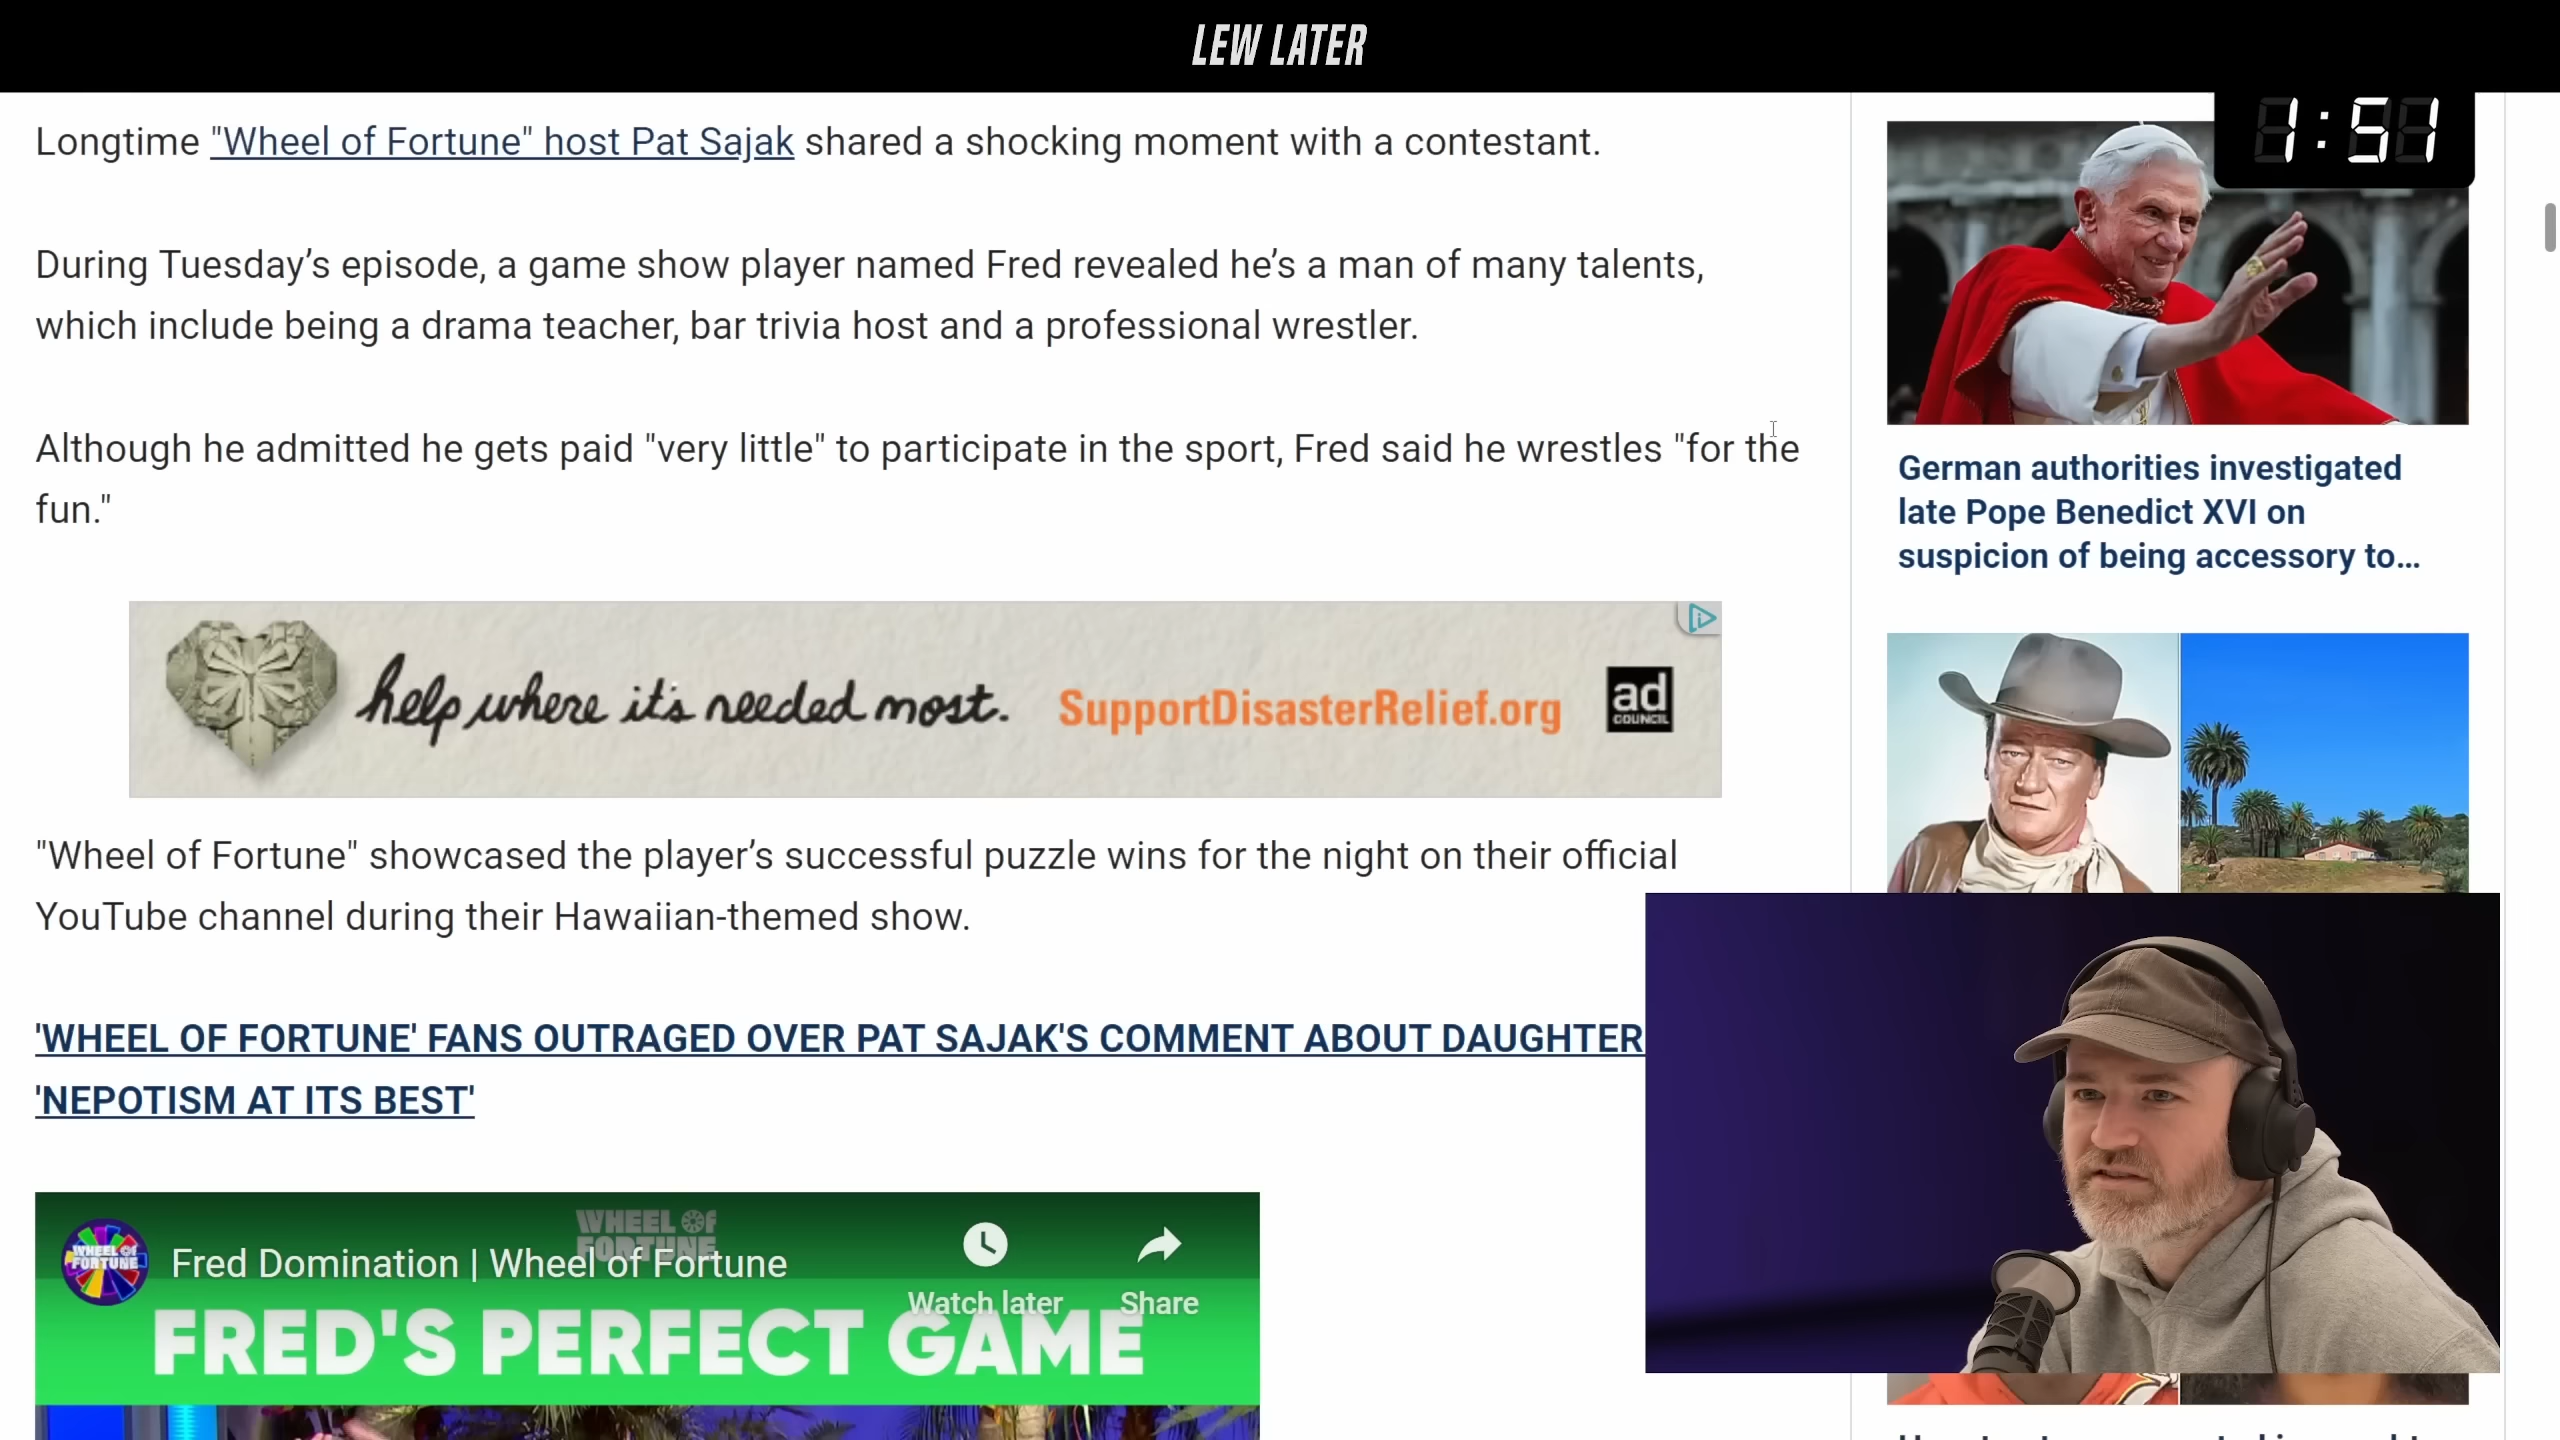 LEW LATER
1:51
Longtime "Wheel of Fortune" host Pat Sajak shared a shocking moment with a contestant.
During Tuesday’s episode, a game show player named Fred revealed he’s a man of many talents,
which include being a drama teacher, bar trivia host and a professional wrestler.
Although he admitted he gets paid "very little" to participate in the sport, Fred said he wrestles "for the
fun."
help where it's needed most. SupportDisasterRelief.org
ad
COUNCIL
"Wheel of Fortune" showcased the player’s successful puzzle wins for the night on their official
YouTube channel during their Hawaiian-themed show.
'WHEEL OF FORTUNE' FANS OUTRAGED OVER PAT SAJAK'S COMMENT ABOUT DAUGHTER
'NEPOTISM AT ITS BEST'
WHEEL OF
FORTUNE
WHEEL OF
FORTUNE
Fred Domination | Wheel of Fortune
Watch later
Share
FRED'S PERFECT GAME
German authorities investigated
late Pope Benedict XVI on
suspicion of being accessory to...